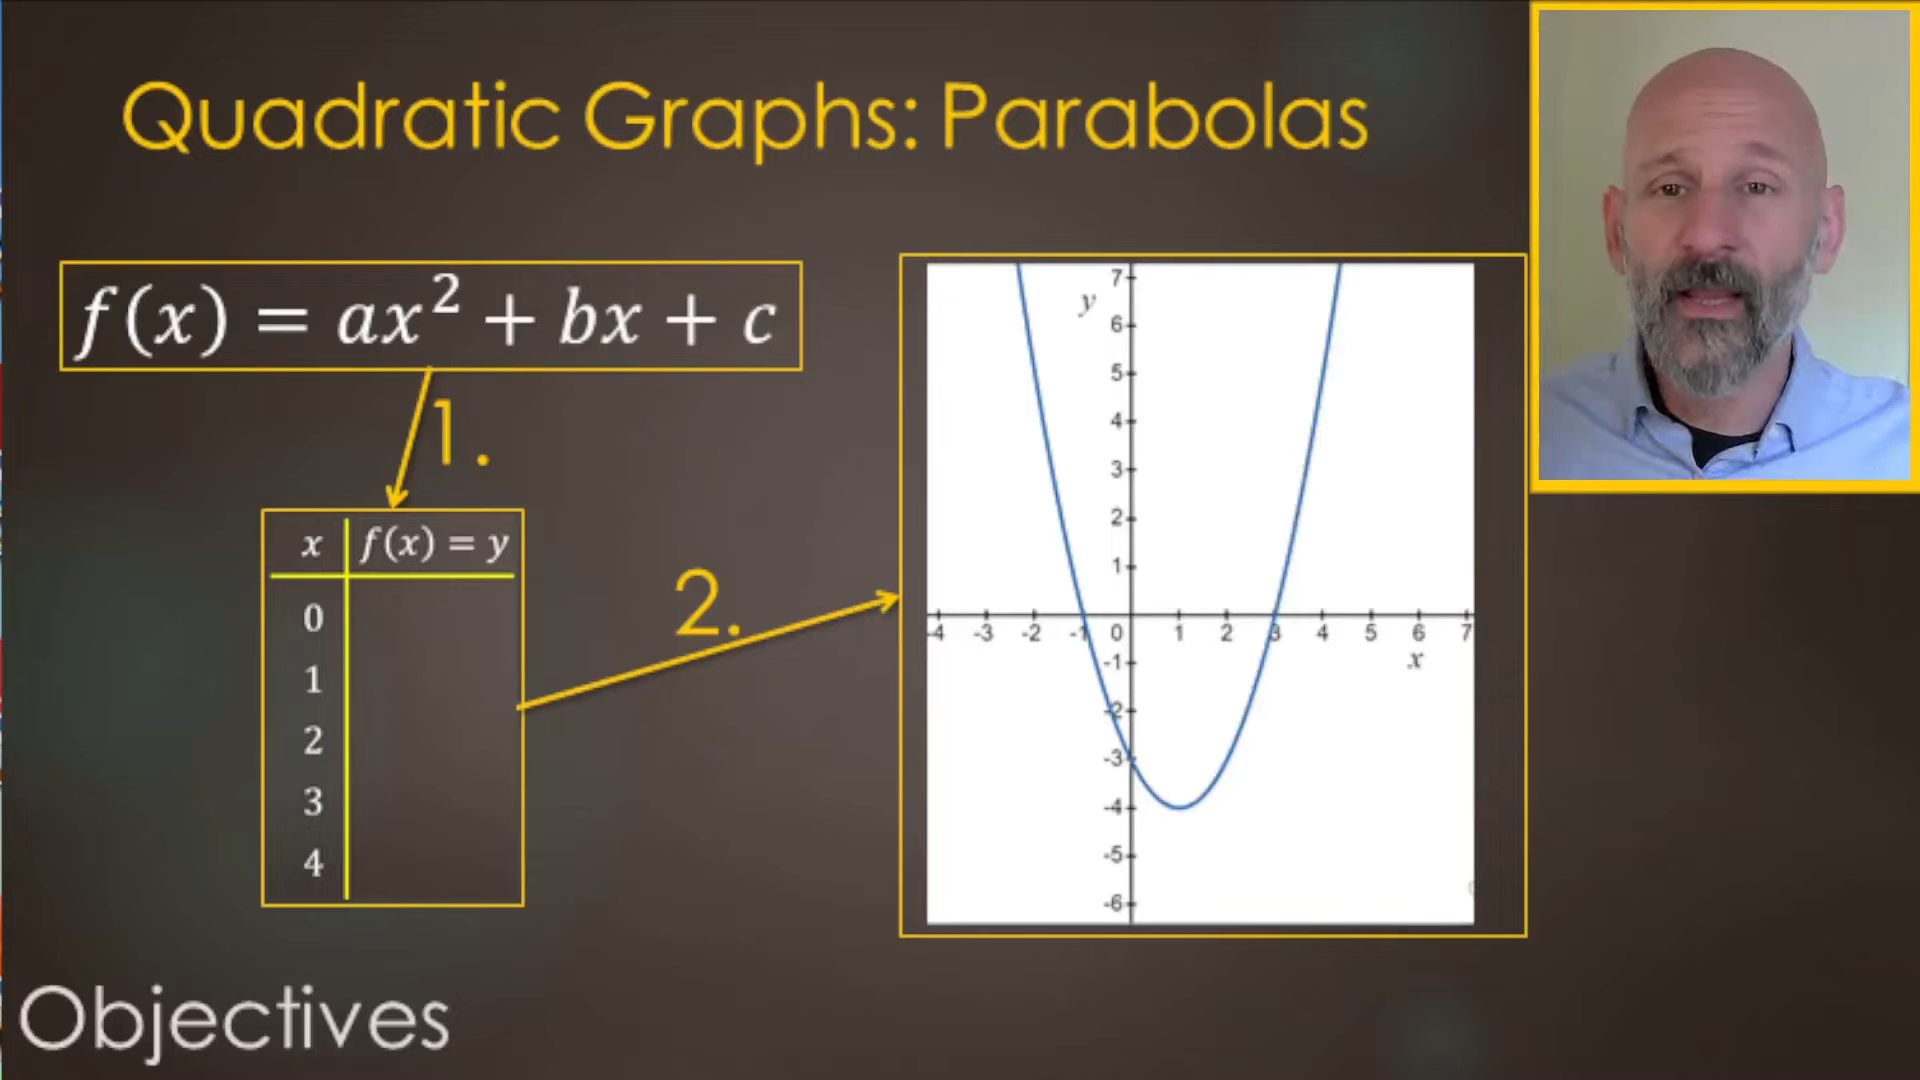 Quadratic Graphs: Parabolas
f(x) = ax² + bx + c
1.
x f(x) = y
0
1
2
3
4
2.
7
y
6
5
4
3
2
1
-4 -3 -2 -1 0 1 2 3 4 5 6 7
-1
x
-2
-3
-4
-5
-6
Objectives